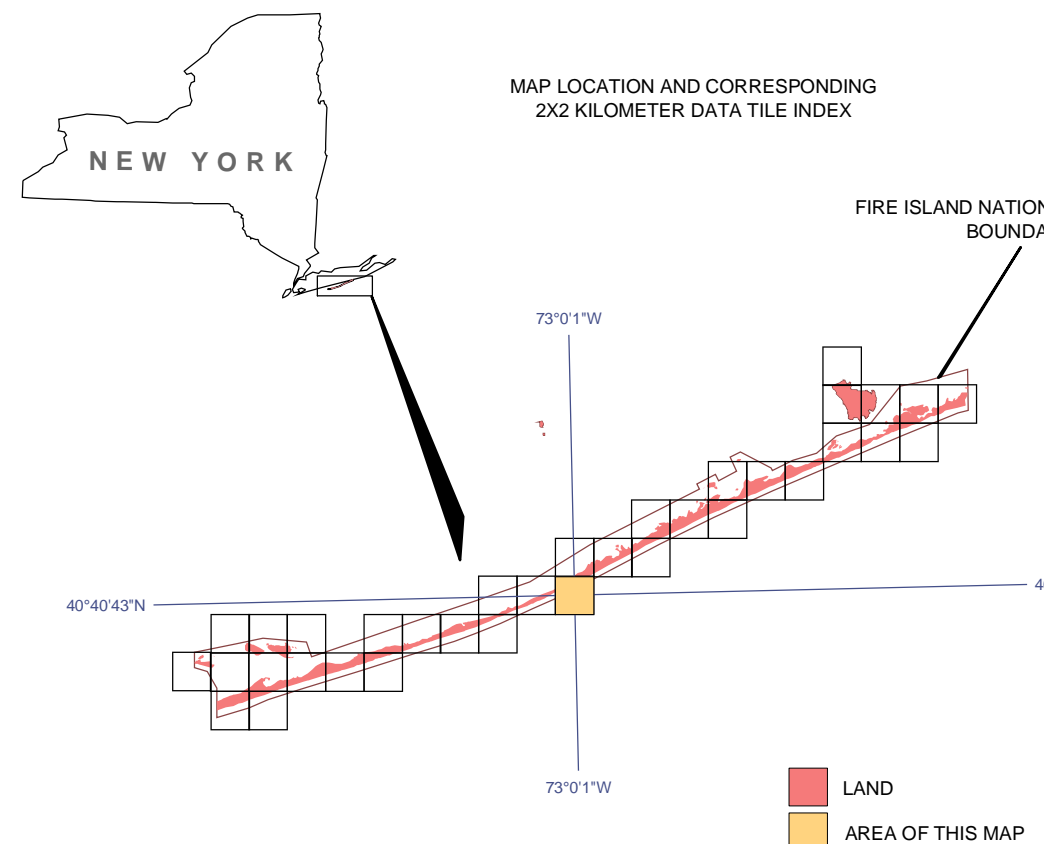 MAP LOCATION AND CORRESPONDING
2X2 KILOMETER DATA TILE INDEX
NEW YORK
FIRE ISLAND NATION
BOUNDA
73°0'1"W
40°40'43"N
4
73°0'1"W
LAND
AREA OF THIS MAP